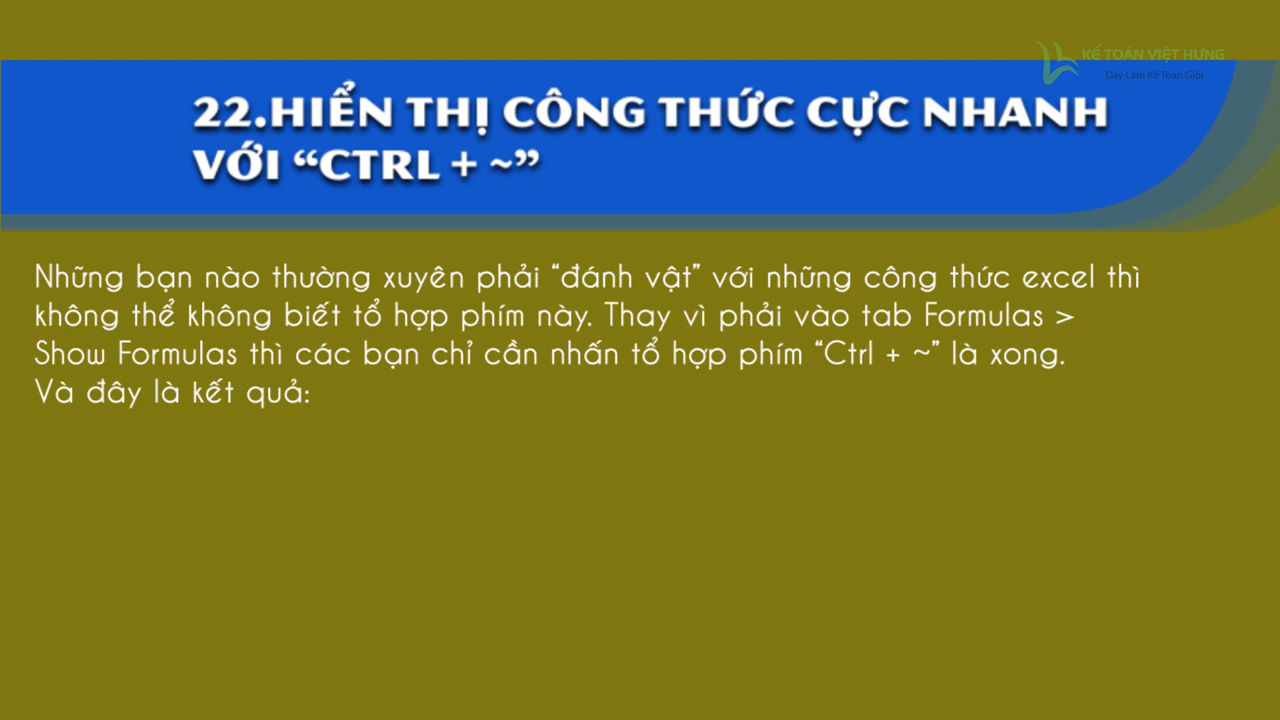 KẾ TOÁN VIỆT HƯNG
Dạy Làm Kế Toán Giỏi
22.HIỂN THỊ CÔNG THỨC CỰC NHANH
VỚI “CTRL + ~”
Những bạn nào thường xuyên phải “đánh vật” với những công thức excel thì
không thể không biết tổ hợp phím này. Thay vì phải vào tab Formulas >
Show Formulas thì các bạn chỉ cần nhấn tổ hợp phím “Ctrl + ~” là xong.
Và đây là kết quả: